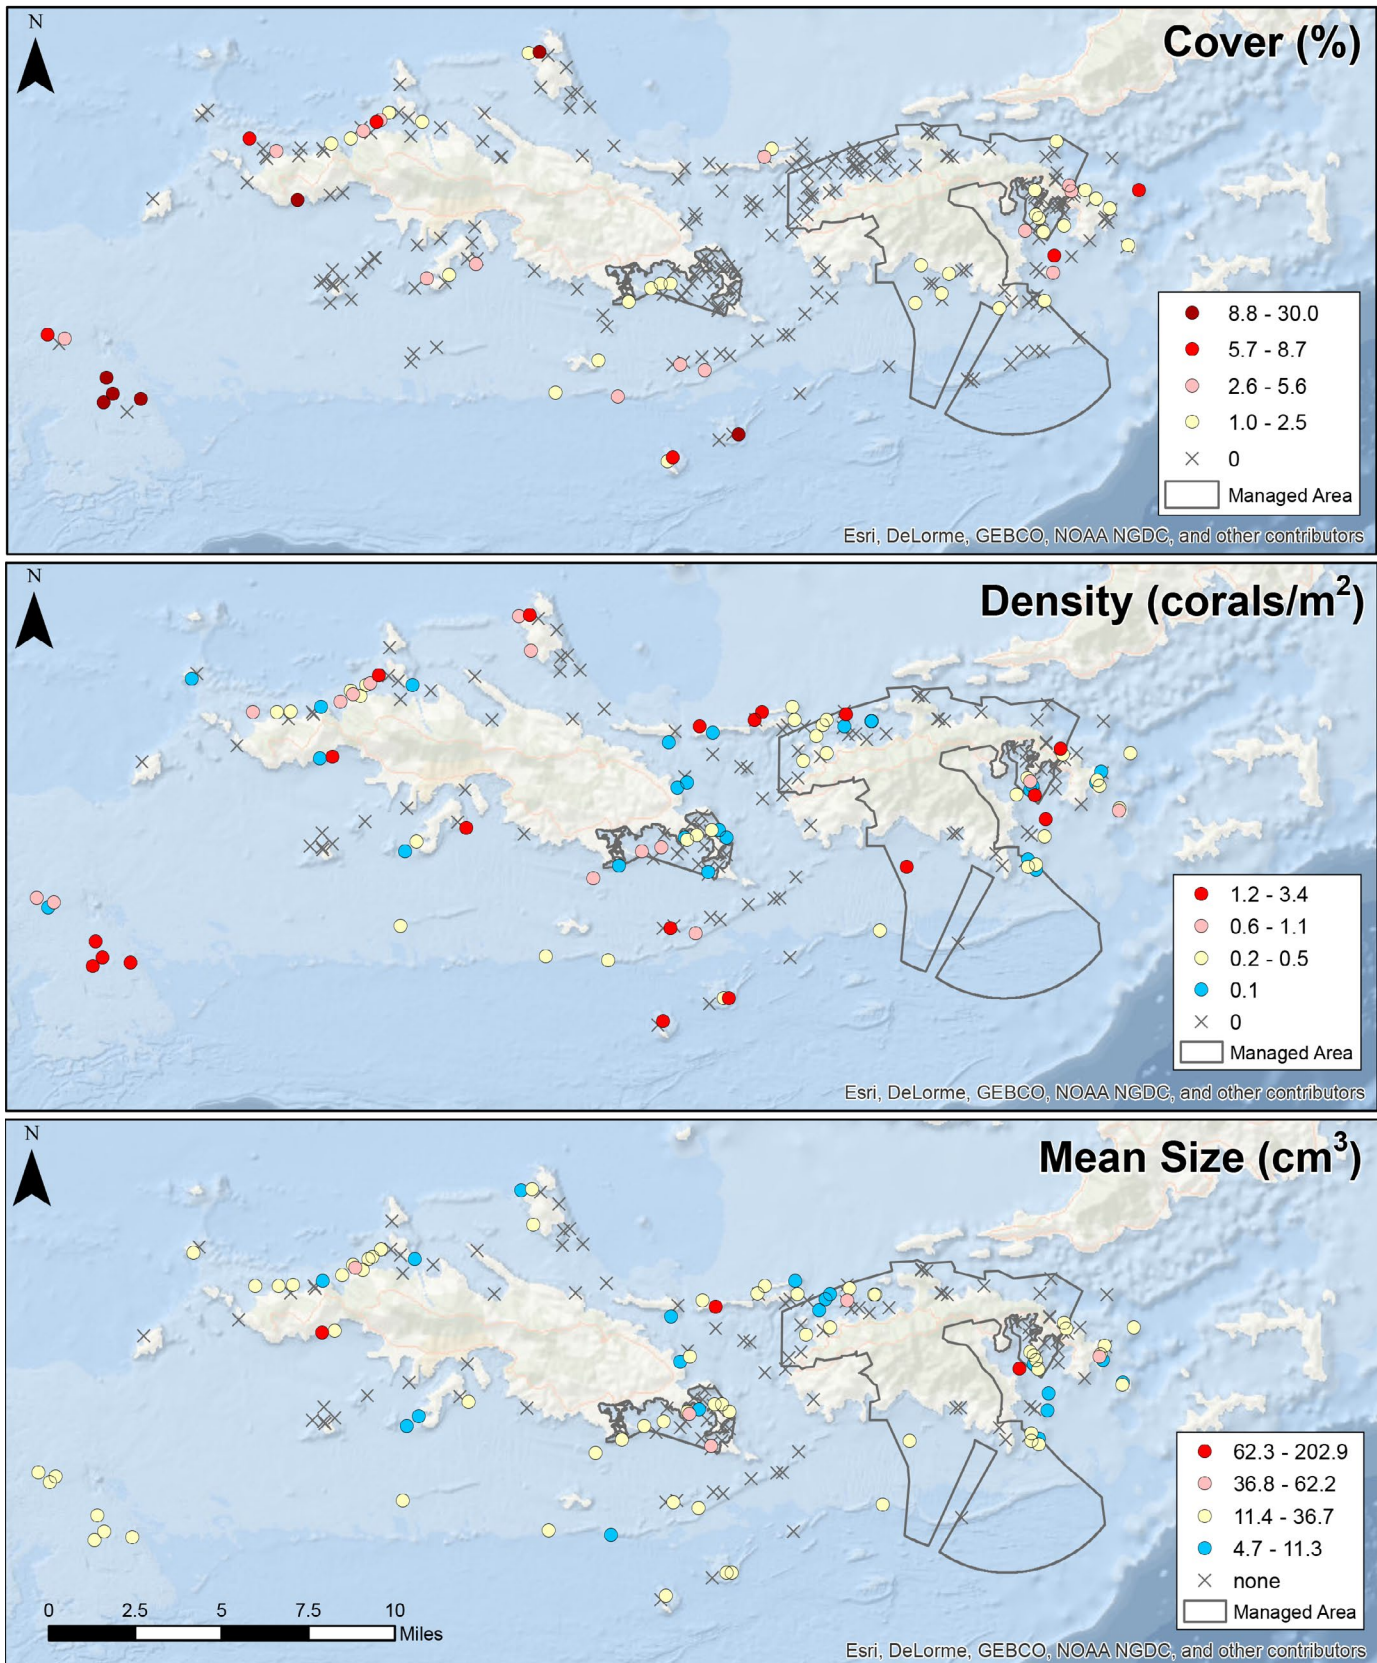 N
Cover (%)
8.8 - 30.0
5.7 - 8.7
2.6 - 5.6
1.0 - 2.5
0
Managed Area
Esri, DeLorme, GEBCO, NOAA NGDC, and other contributors
N
Density (corals/m²)
1.2 - 3.4
0.6 - 1.1
0.2 - 0.5
0.1
0
Managed Area
Esri, DeLorme, GEBCO, NOAA NGDC, and other contributors
N
Mean Size (cm³)
62.3 - 202.9
36.8 - 62.2
11.4 - 36.7
4.7 - 11.3
none
Managed Area
0 2.5 5 7.5 10
Miles
Esri, DeLorme, GEBCO, NOAA NGDC, and other contributors